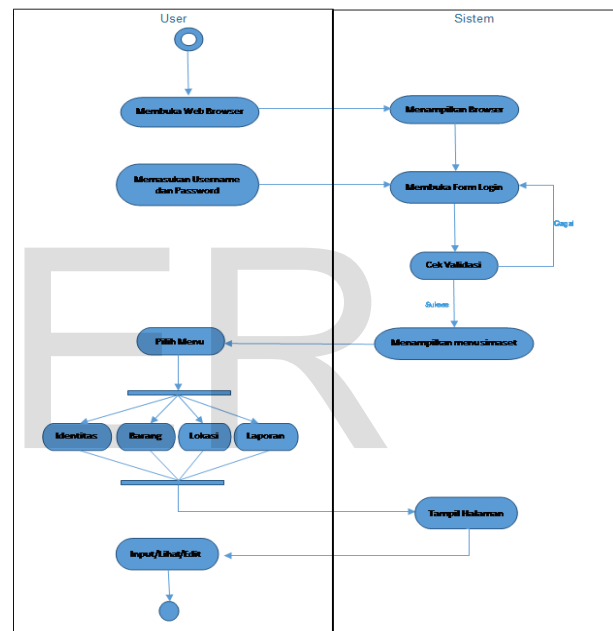 User
Sistem
Membuka Web Browser
Menampilkan Browser
Memasukan Username
dan Password
Membuka Form Login
Gagal
Cek Validasi
Sukses
Pilih Menu
Menampilkan menu simaset
Identitas
Barang
Lokasi
Laporan
Tampil Halaman
Input/Lihat/Edit
ER